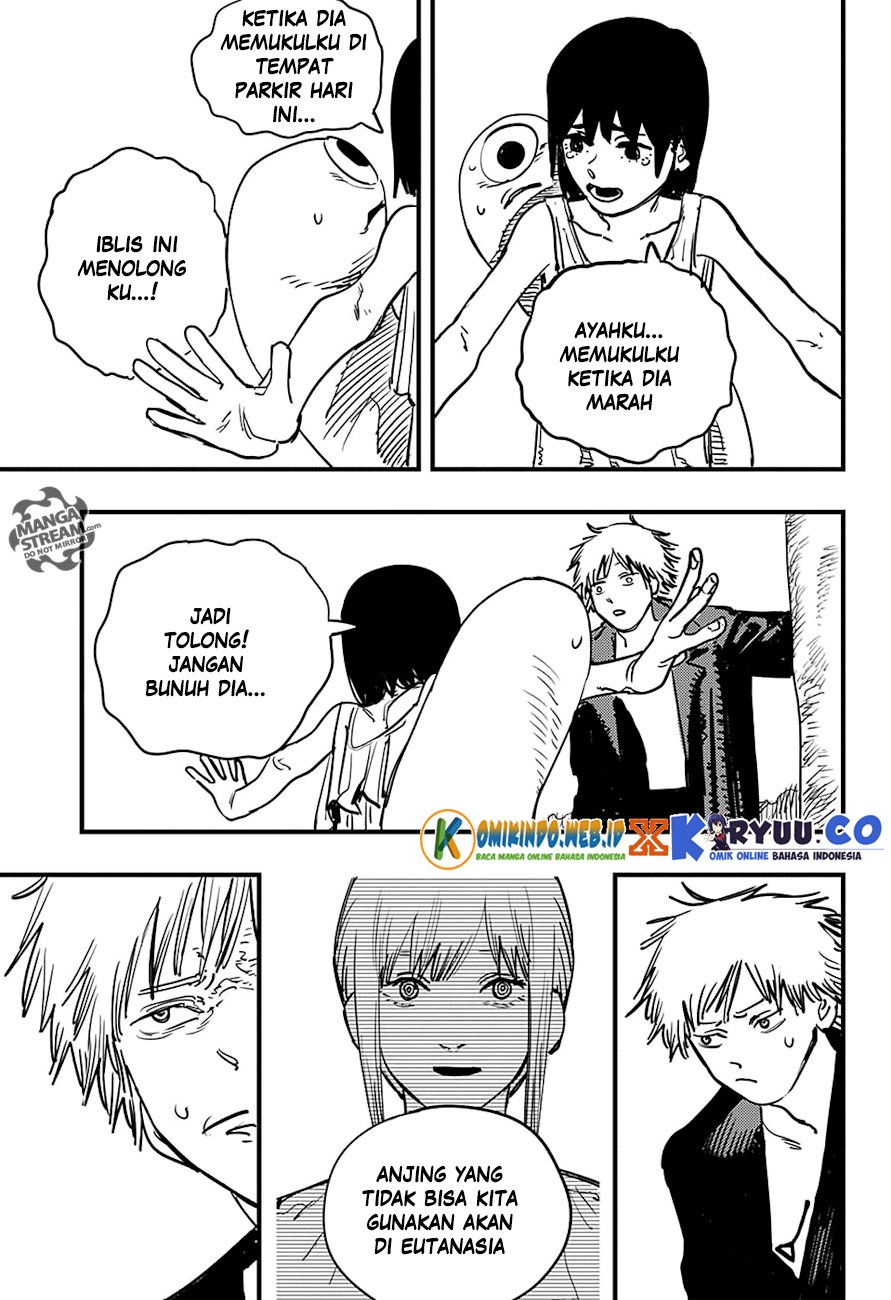 AYAHKU...
MEMUKULKU
KETIKA DIA
MARAH
KETIKA DIA
MEMUKULKU DI
TEMPAT
PARKIR HARI
INI...
IBLIS INI
MENOLONG
KU...!
MANGA
STREAM.com
DO NOT MIRROR!
JADI
TOLONG!
JANGAN
BUNUH DIA...
KOMIKINDO.WEB.ID X KIRYUU.CO
BACA MANGA ONLINE BAHASA INDONESIA
OMIK ONLINE BAHASA INDONESIA
ANJING YANG
TIDAK BISA KITA
GUNAKAN AKAN
DI EUTANASIA